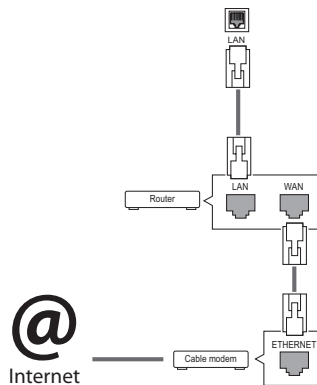 LAN
LAN WAN
Router
ETHERNET
@
Internet
Cable modem